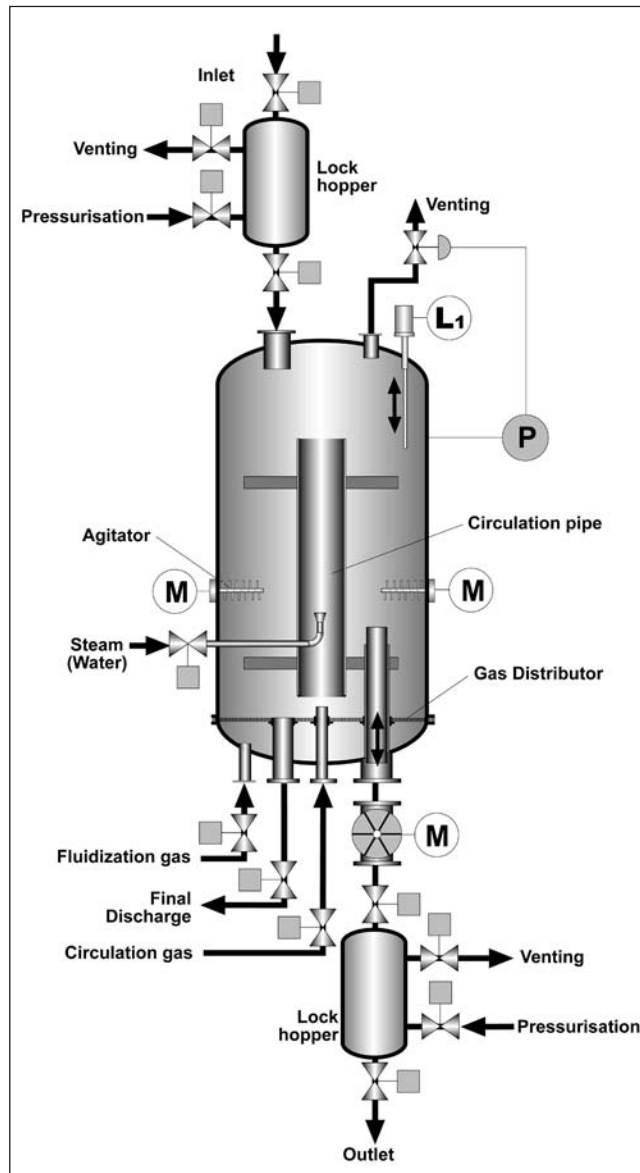 Inlet
Venting
Lock
hopper
Pressurisation
Venting
L1
P
Agitator
Circulation pipe
M
M
Steam
(Water)
Gas Distributor
M
Fluidization gas
Final
Discharge
Circulation gas
Venting
Lock
hopper
Pressurisation
Outlet